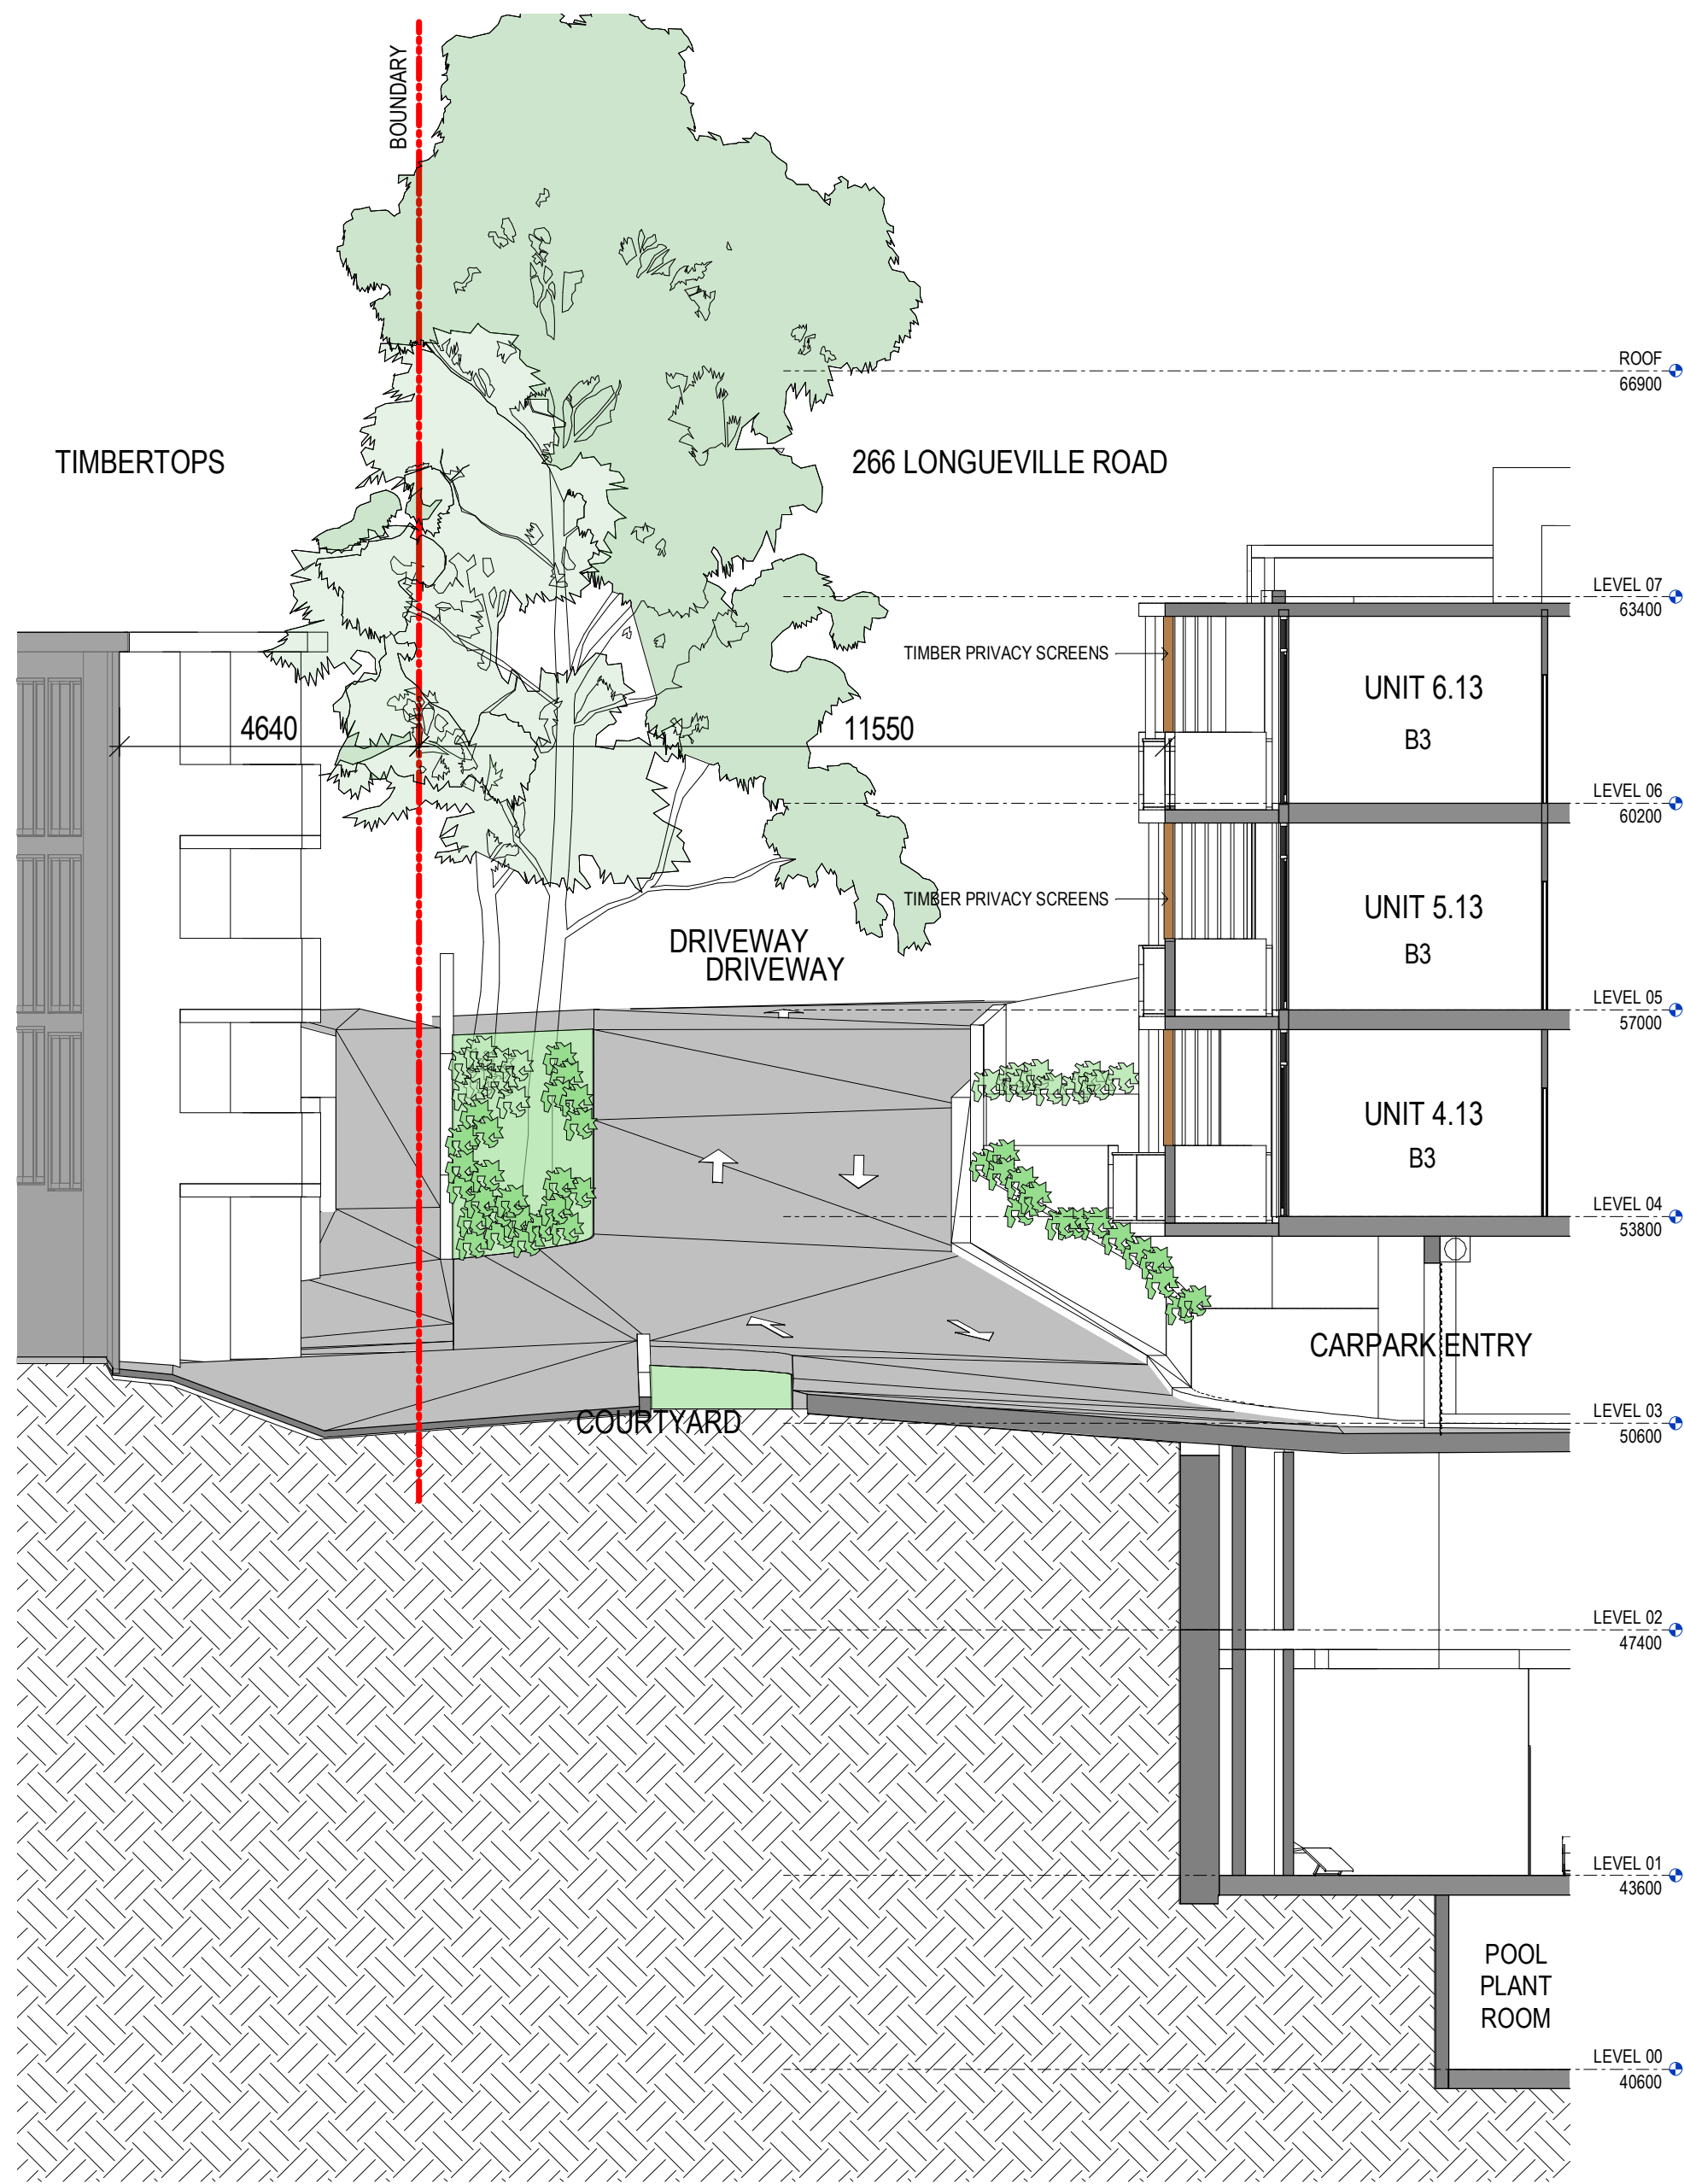 BOUNDARY
ROOF
66900
TIMBERTOPS
266 LONGUEVILLE ROAD
LEVEL 07
63400
TIMBER PRIVACY SCREENS
UNIT 6.13
B3
4640
11550
LEVEL 06
60200
TIMBER PRIVACY SCREENS
UNIT 5.13
B3
DRIVEWAY
DRIVEWAY
LEVEL 05
57000
UNIT 4.13
B3
LEVEL 04
53800
CARPARK ENTRY
COURTYARD
LEVEL 03
50600
LEVEL 02
47400
LEVEL 01
43600
POOL
PLANT
ROOM
LEVEL 00
40600